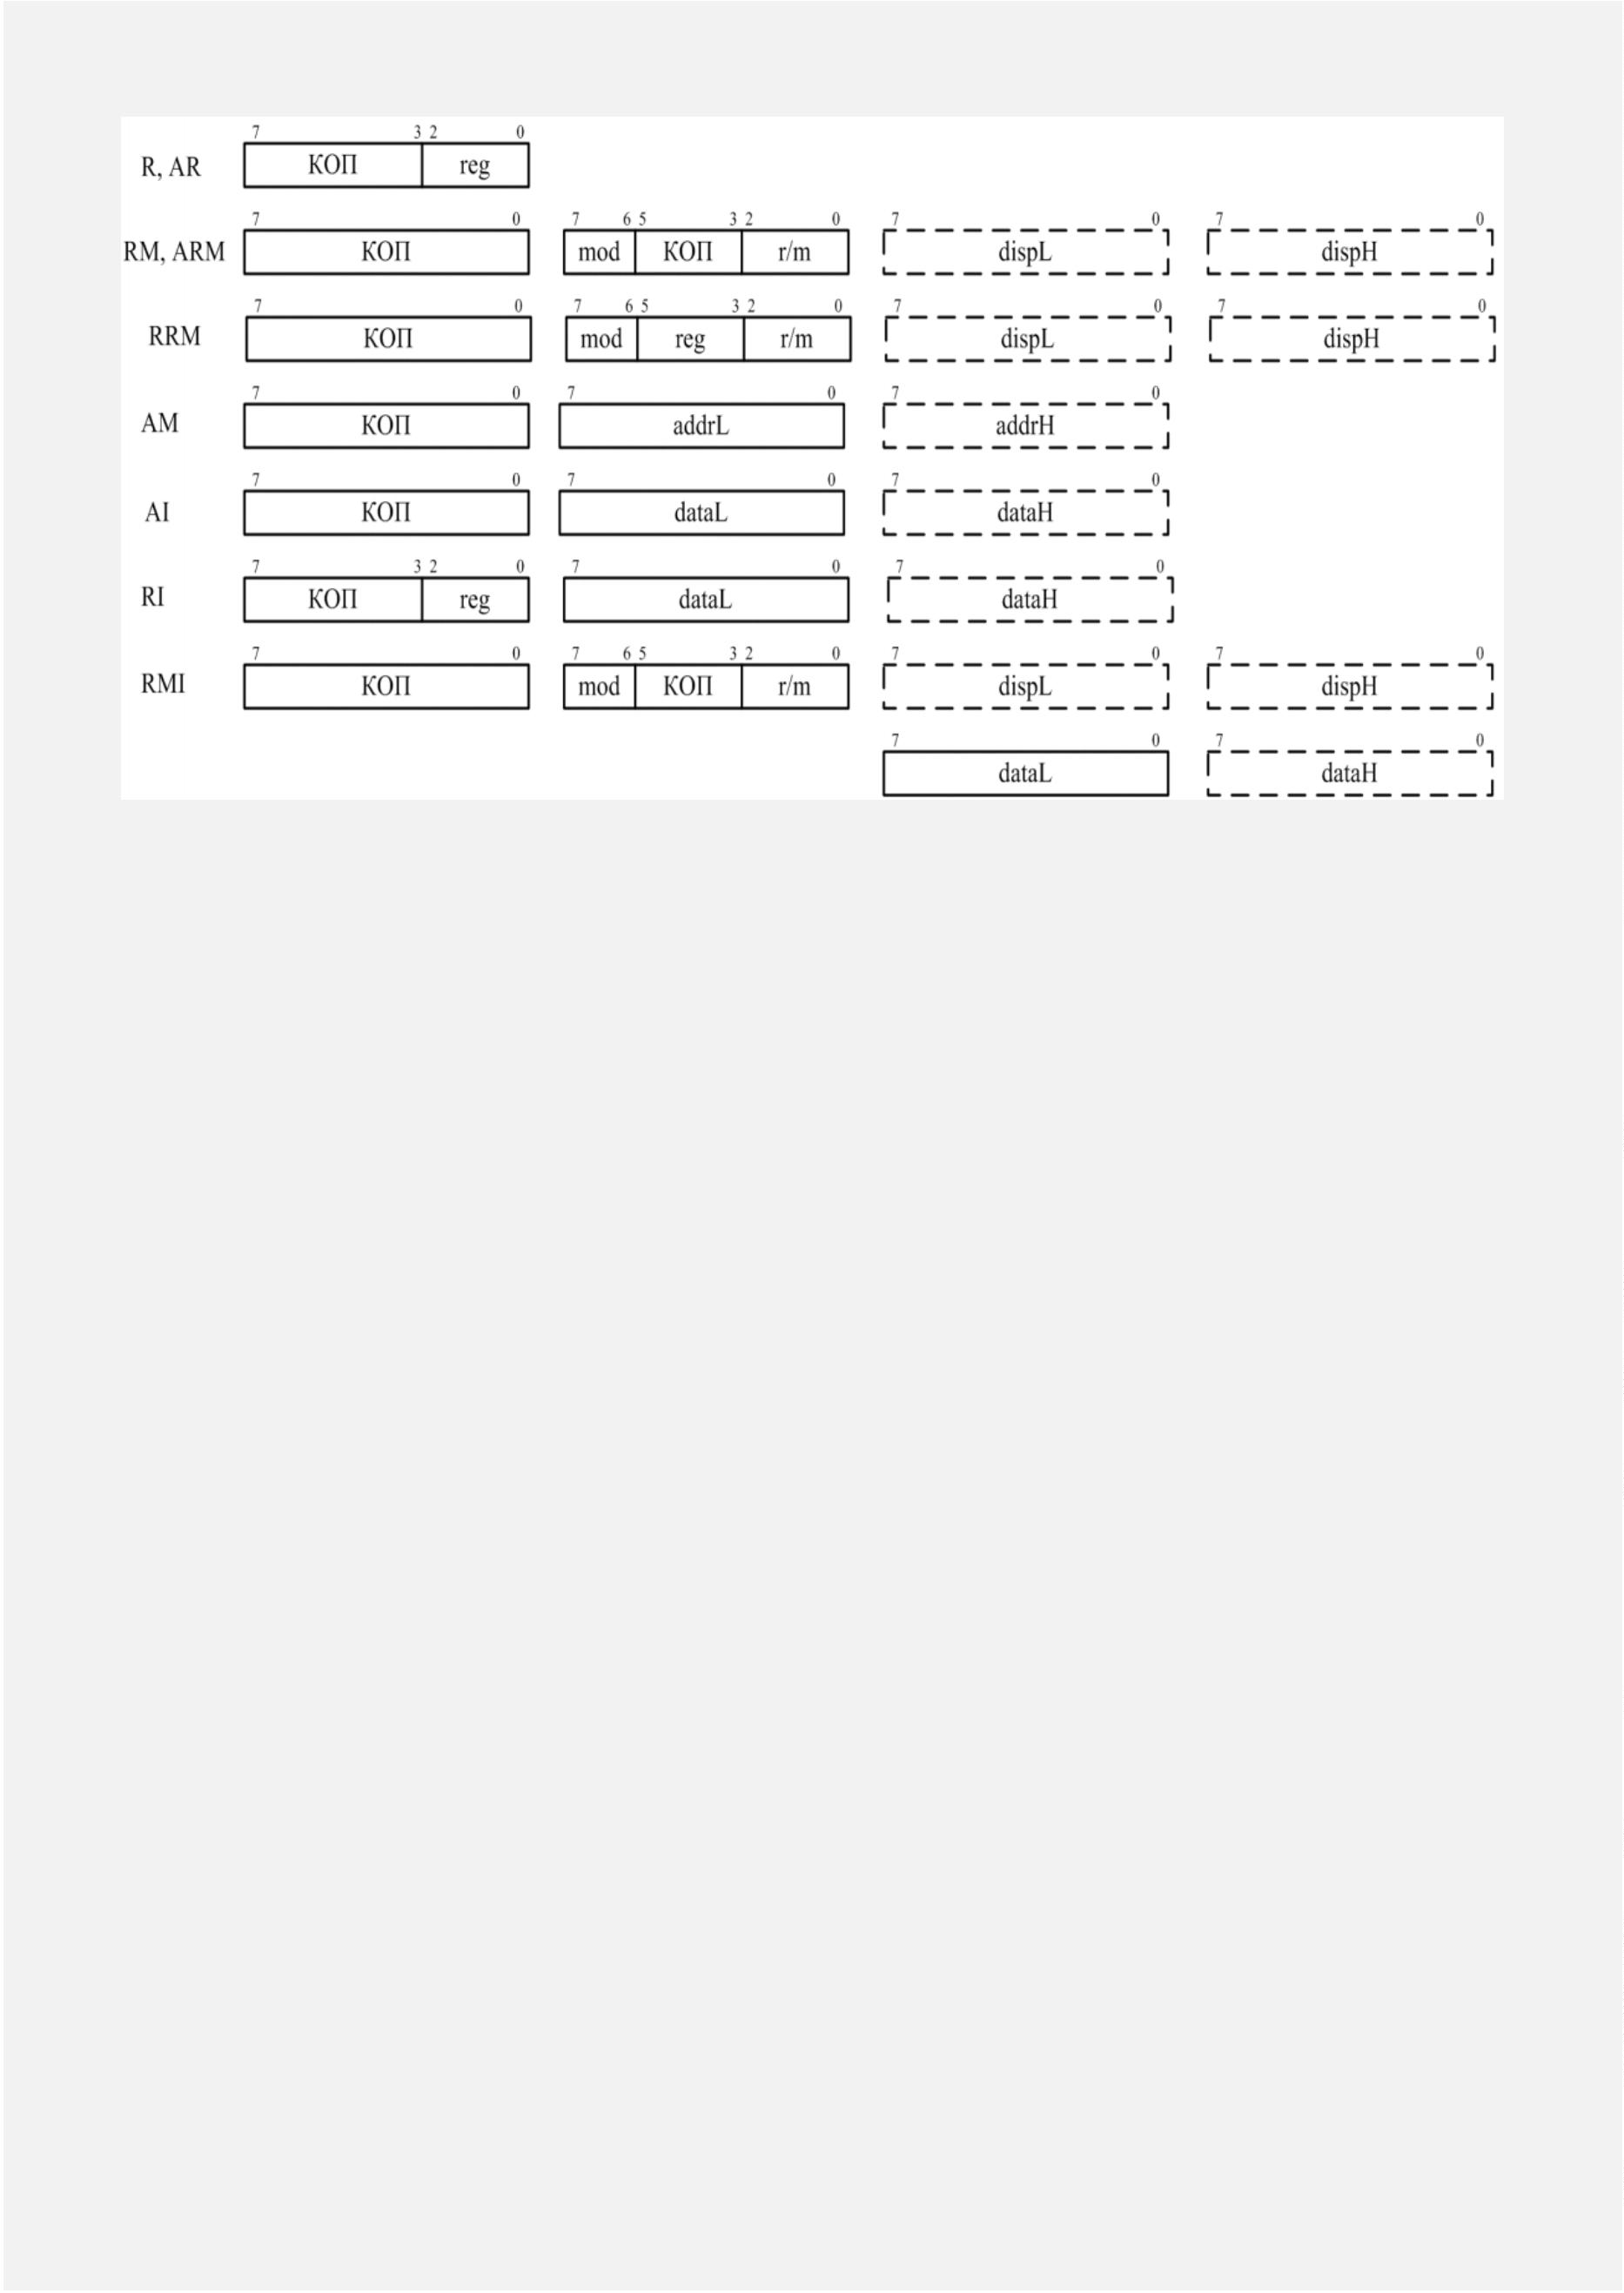 7 3 2 0
R, AR КОП reg
7 0 7 6 5 3 2 0 7 0 7 0
RM, ARM КОП mod КОП r/m dispL dispH
7 0 7 6 5 3 2 0 7 0 7 0
RRM КОП mod reg r/m dispL dispH
7 0 7 0 7 0
AM КОП addrL addrH
7 0 7 0 7 0
AI КОП dataL dataH
7 3 2 0 7 0 7 0
RI КОП reg dataL dataH
7 0 7 6 5 3 2 0 7 0 7 0
RMI КОП mod КОП r/m dispL dispH
7 0 7 0
dataL dataH